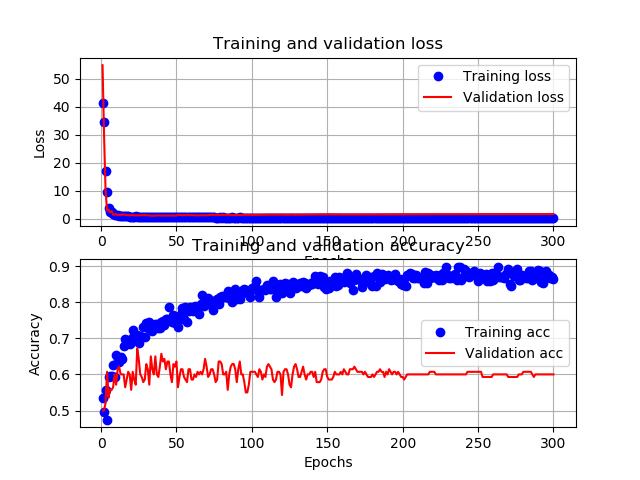 Training and validation loss
50
40
30
20
10
0
Loss
Training loss
Validation loss
0 50 100 150 200 250 300
Epochs
Training and validation accuracy
0.9
0.8
0.7
0.6
0.5
Accuracy
Training acc
Validation acc
0 50 100 150 200 250 300
Epochs